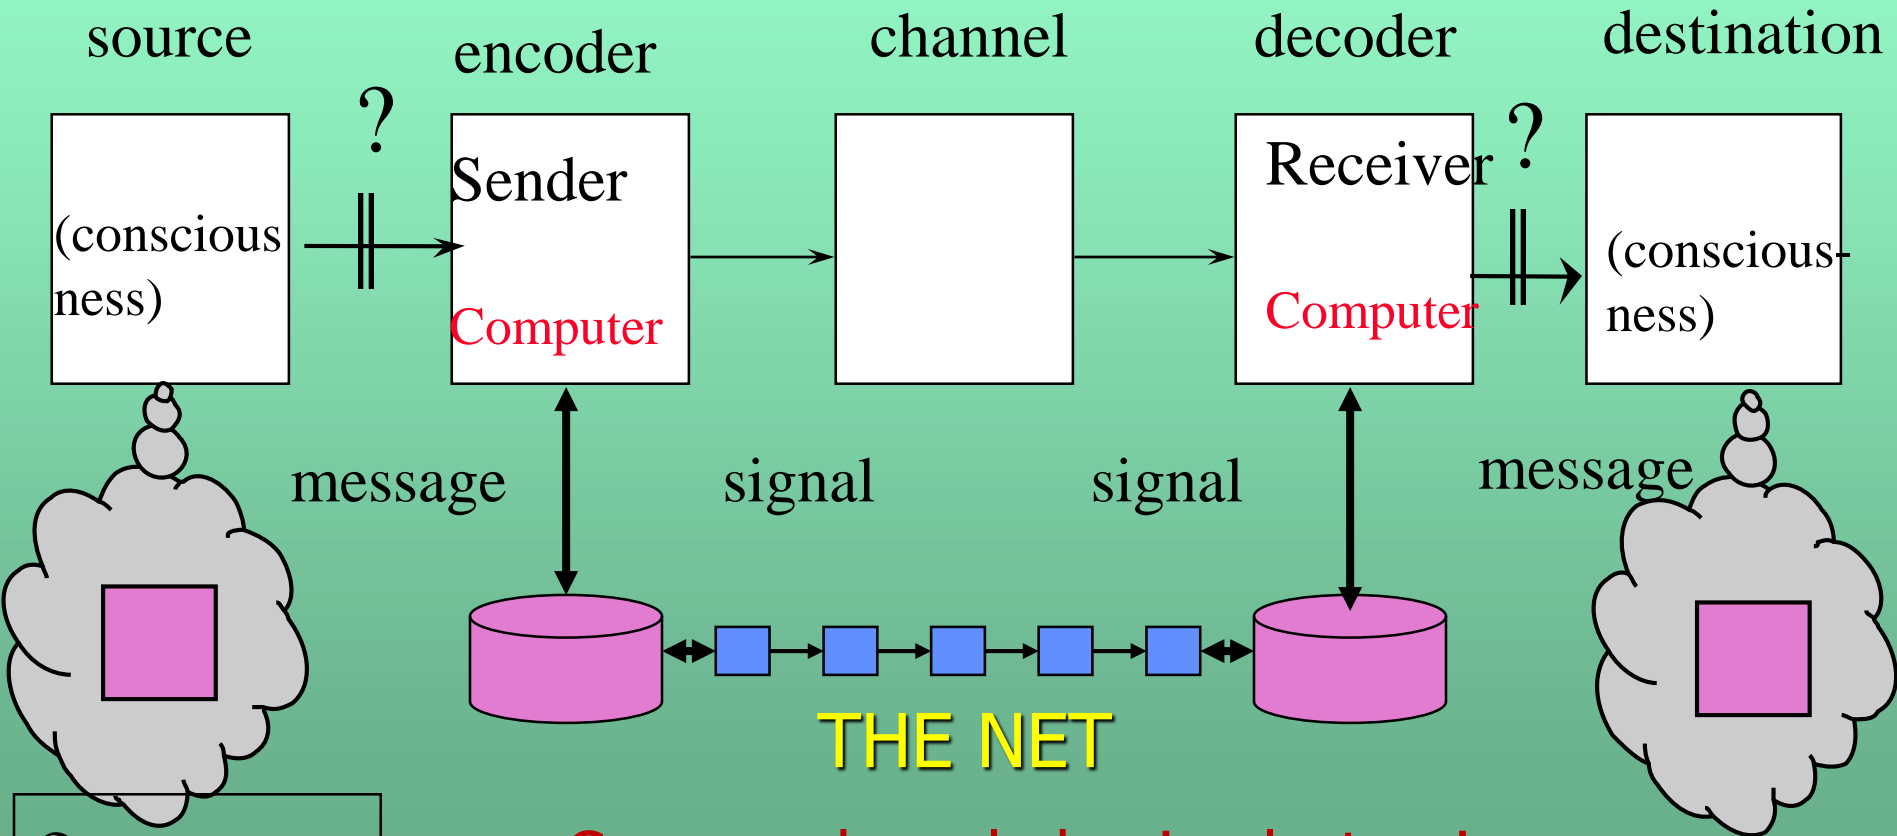 source
encoder
channel
decoder
destination
?
?
Sender
Receiver
(conscious
ness)
(conscious-
ness)
Computer
Computer
message
signal
signal
message
THE NET